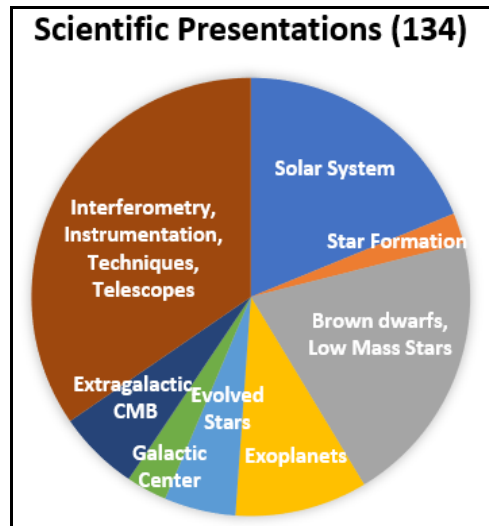 Scientific Presentations (134)
Solar System
Star Formation
Brown dwarfs,
Low Mass Stars
Exoplanets
Evolved
Stars
Galactic
Center
Extragalactic,
CMB
Interferometry,
Instrumentation,
Techniques,
Telescopes